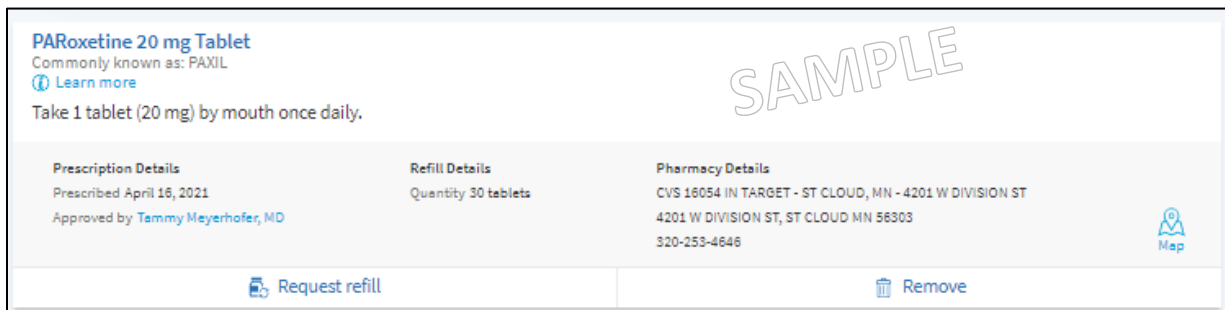 PARoxetine 20 mg Tablet
Commonly known as: PAXIL
Learn more
Take 1 tablet (20 mg) by mouth once daily.
SAMPLE
Prescription Details
Prescribed April 16, 2021
Approved by Tammy Meyerhofer, MD
Refill Details
Quantity 30 tablets
Pharmacy Details
CVS 16054 IN TARGET - ST CLOUD, MN - 4201 W DIVISION ST
4201 W DIVISION ST, ST CLOUD MN 56303
320-253-4646
Map
Request refill
Remove